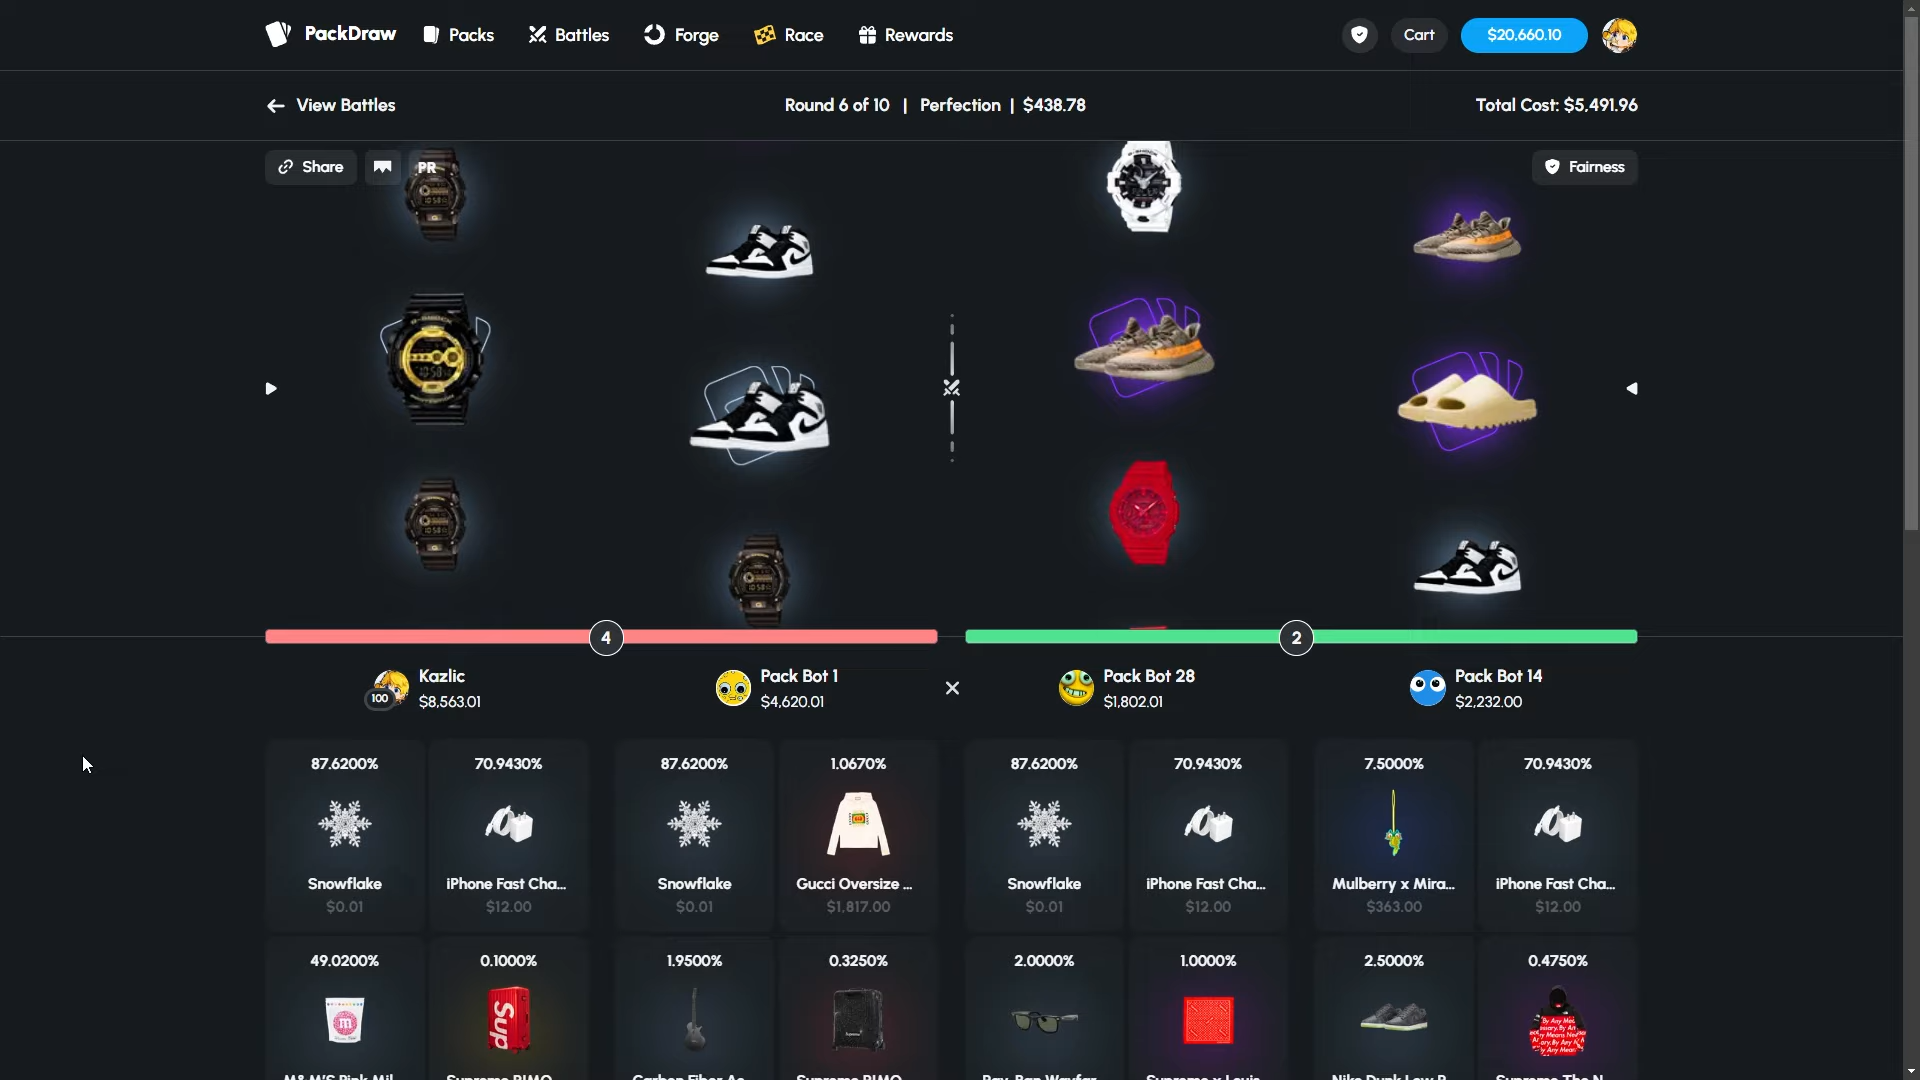 PackDraw
Packs
Battles
Forge
Race
Rewards
Cart
$20,660.10
View Battles
Round 6 of 10 | Perfection | $438.78
Total Cost: $5,491.96
Share
PR
Fairness
4
2
100
Kazlic
$8,563.01
Pack Bot 1
$4,620.01
Pack Bot 28
$1,802.01
Pack Bot 14
$2,232.00
87.6200%
70.9430%
87.6200%
1.0670%
87.6200%
70.9430%
7.5000%
70.9430%
Snowflake
iPhone Fast Cha...
Snowflake
Gucci Oversize ...
Snowflake
iPhone Fast Cha...
Mulberry x Mira...
iPhone Fast Cha...
$0.01
$12.00
$0.01
$1,817.00
$0.01
$12.00
$363.00
$12.00
49.0200%
0.1000%
1.9500%
0.3250%
2.0000%
1.0000%
2.5000%
0.4750%
Sup